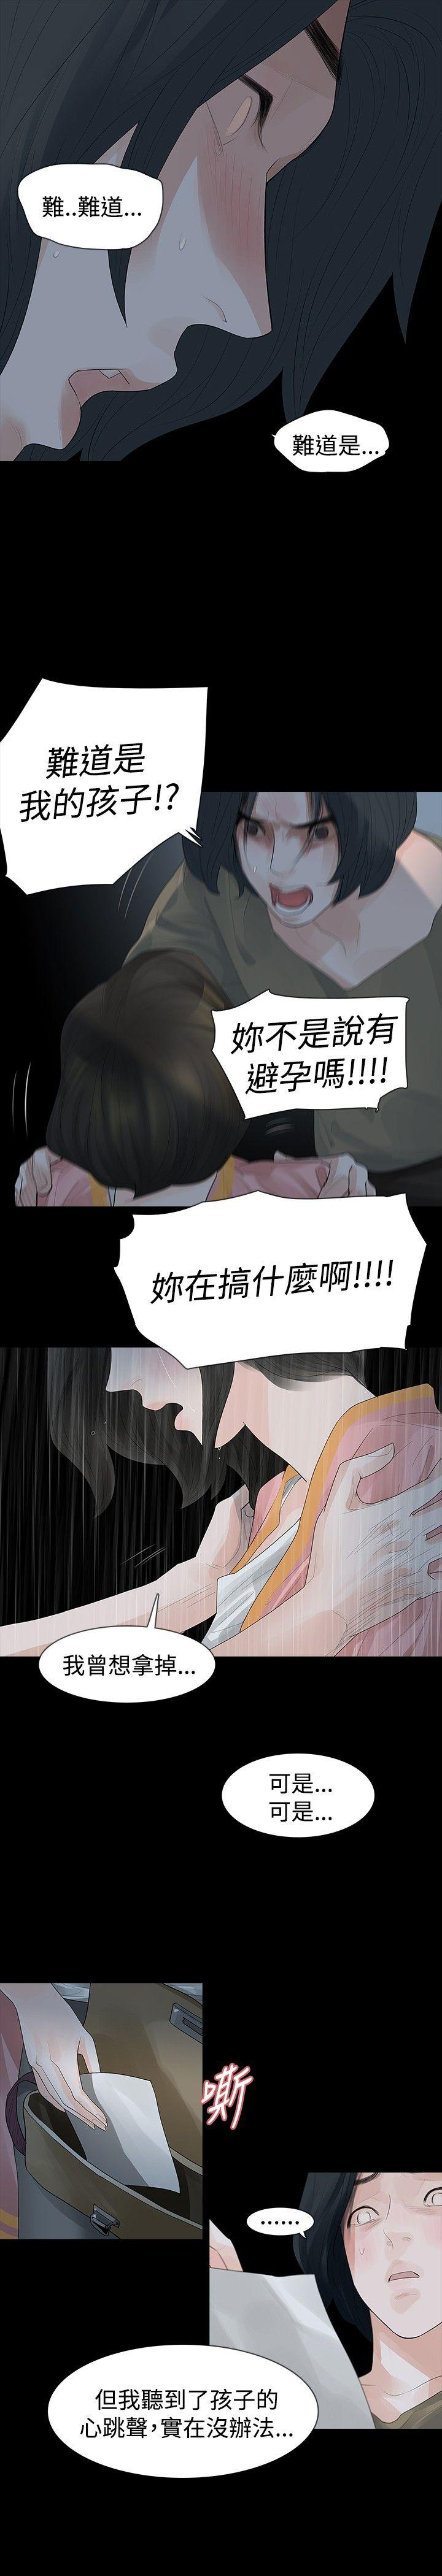 難..難道...
難道是...
難道是
我的孩子!?
妳不是說有
避孕嗎!!!!
妳在搞什麼啊!!!!
我曾想拿掉...
可是...
可是...
嘶
......
但我聽到了孩子的
心跳聲,實在沒辦法...